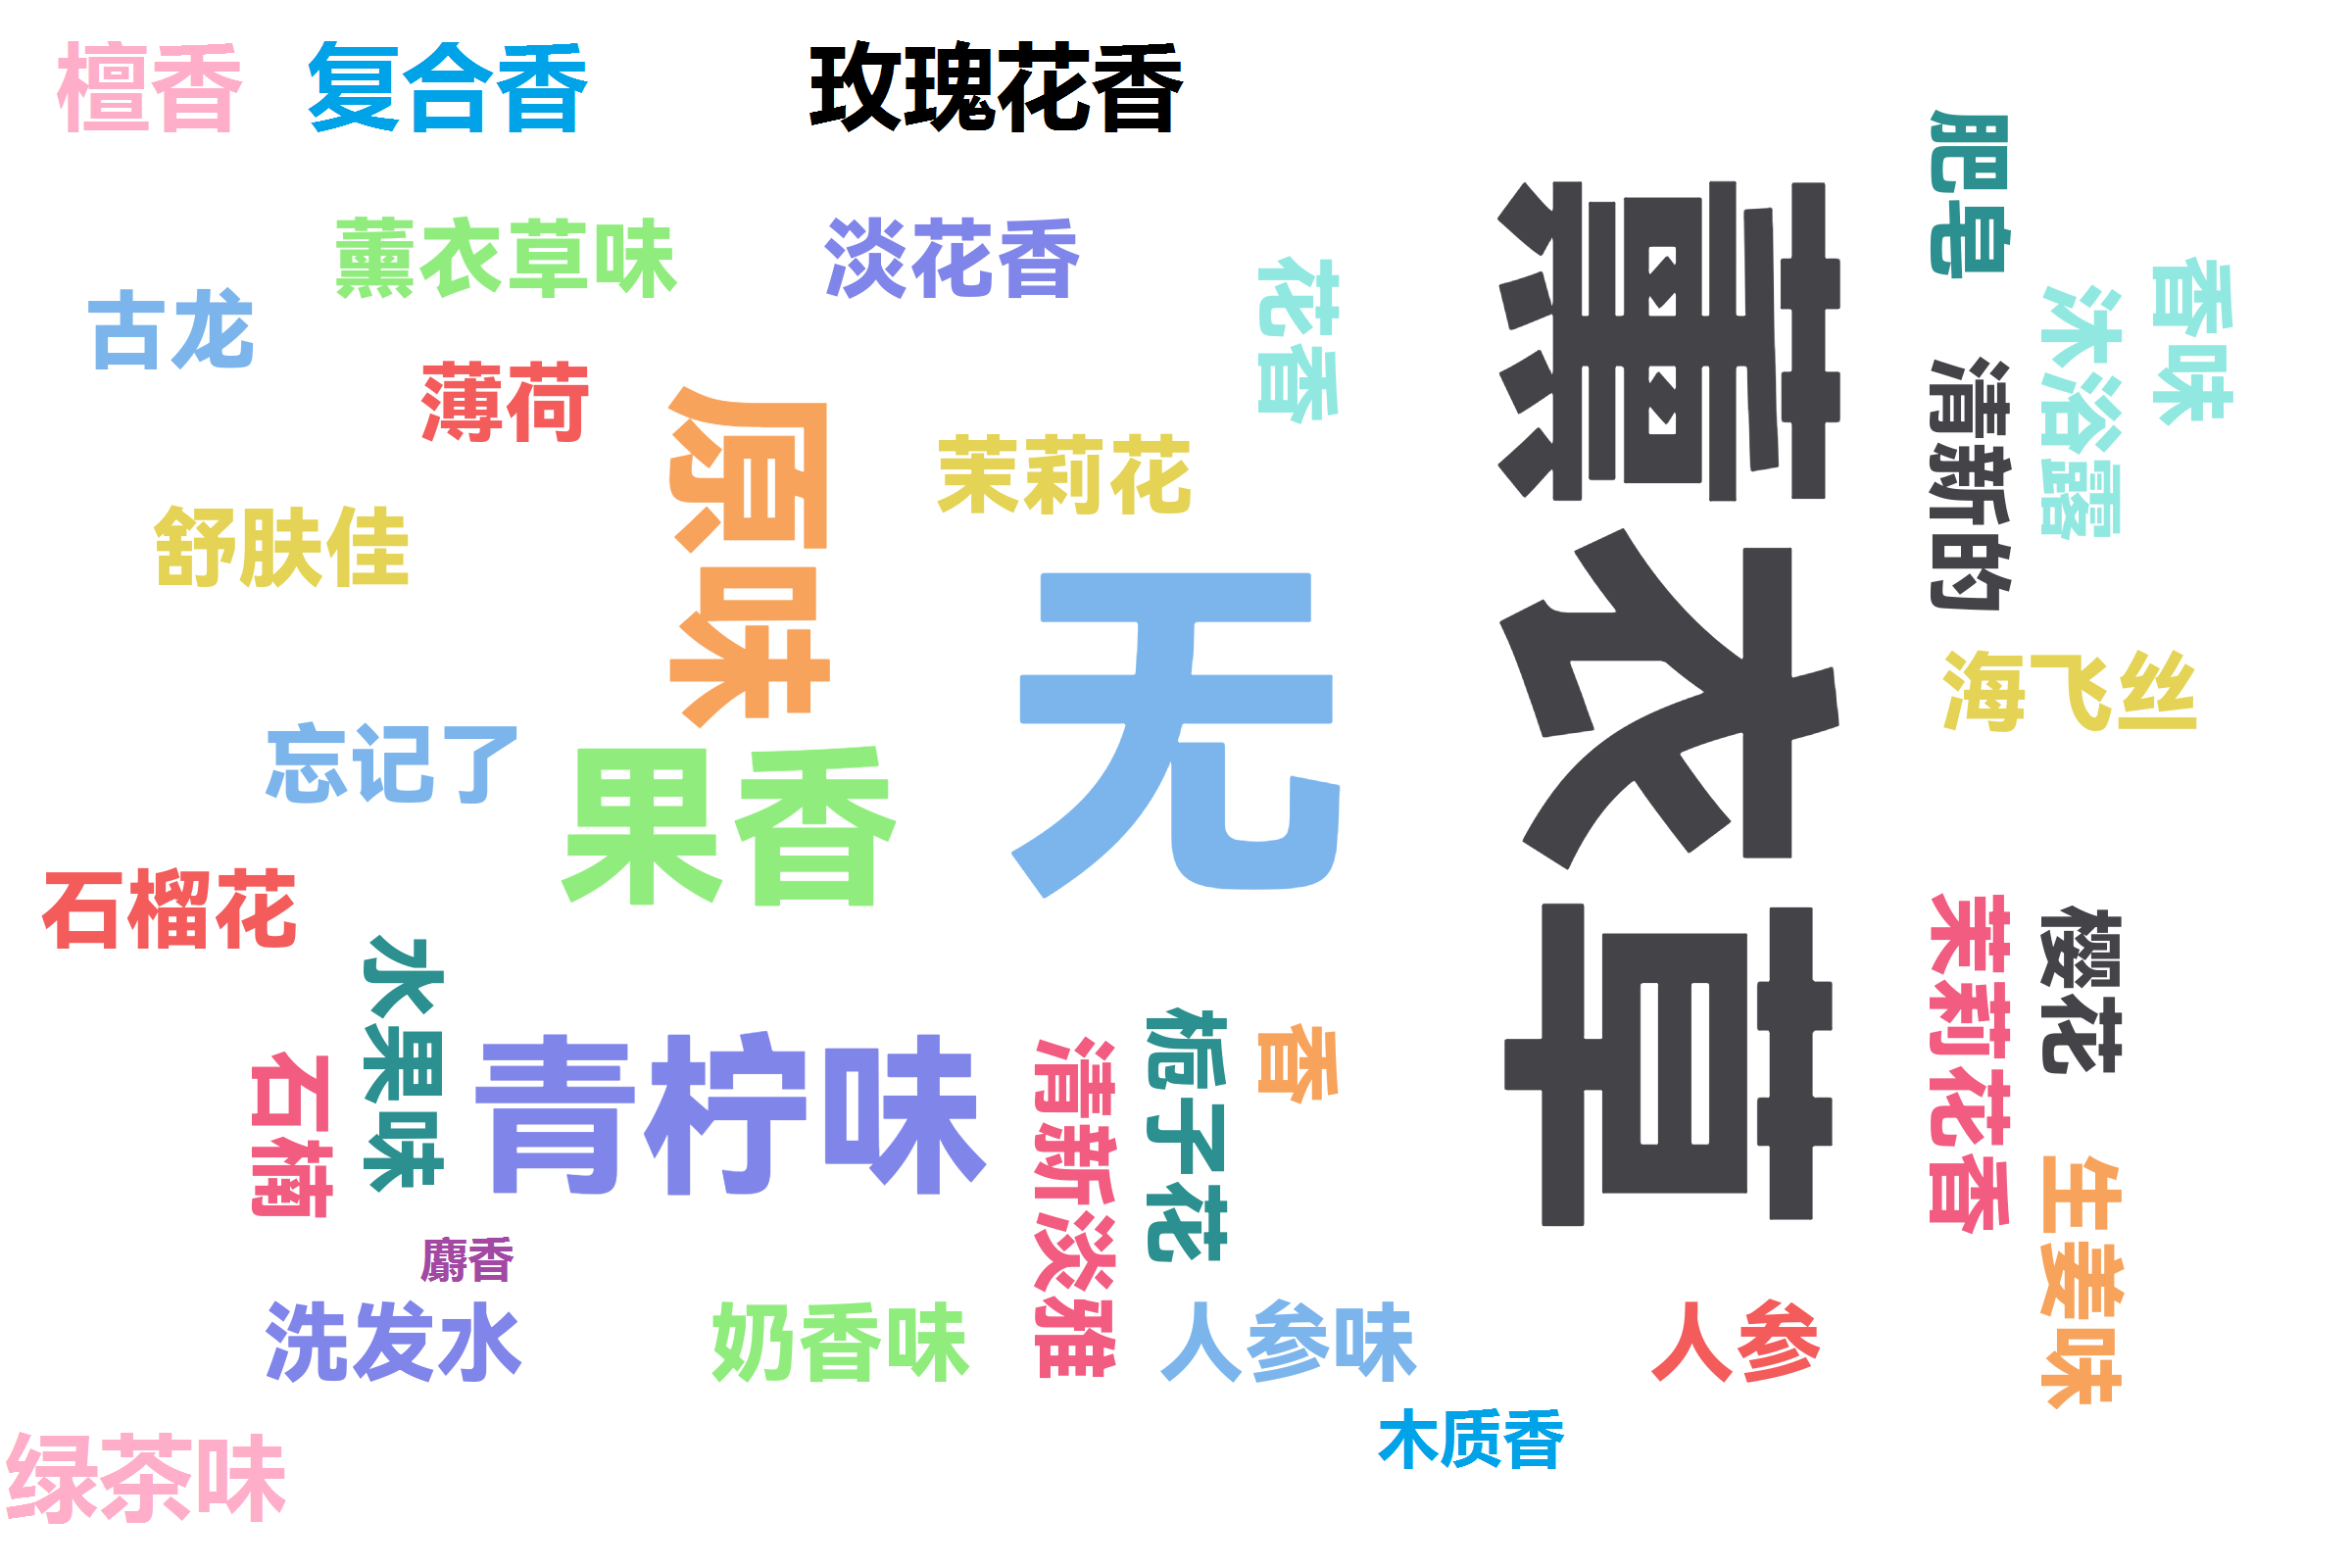 檀香
复合香
玫瑰花香
肥皂
薰衣草味
淡花香
薰衣草
花香
香味
沐浴露
古龙
薄荷
清新的
原味
茉莉花
舒肤佳
无
海飞丝
忘记了
果香
石榴花
茉莉花香
樱花
水果味
青柠味
清新淡雅
栀子花
香
石楠
生姜味
麝香
洗发水
奶香味
人参味
人参
木质香
绿茶味